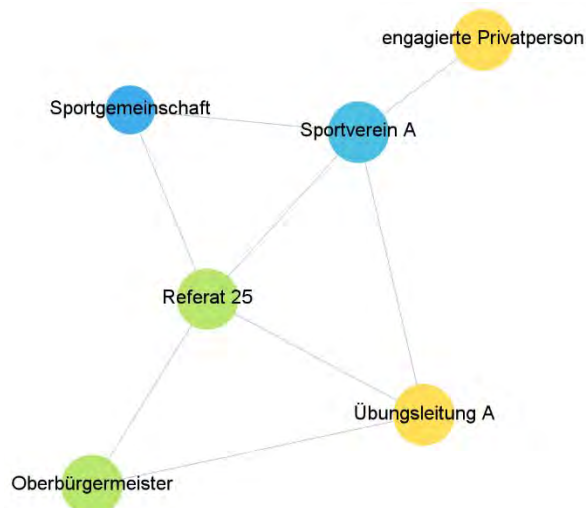 engagierte Privatperson
Sportgemeinschaft
Sportverein A
Referat 25
Übungsleitung A
Oberbürgermeister